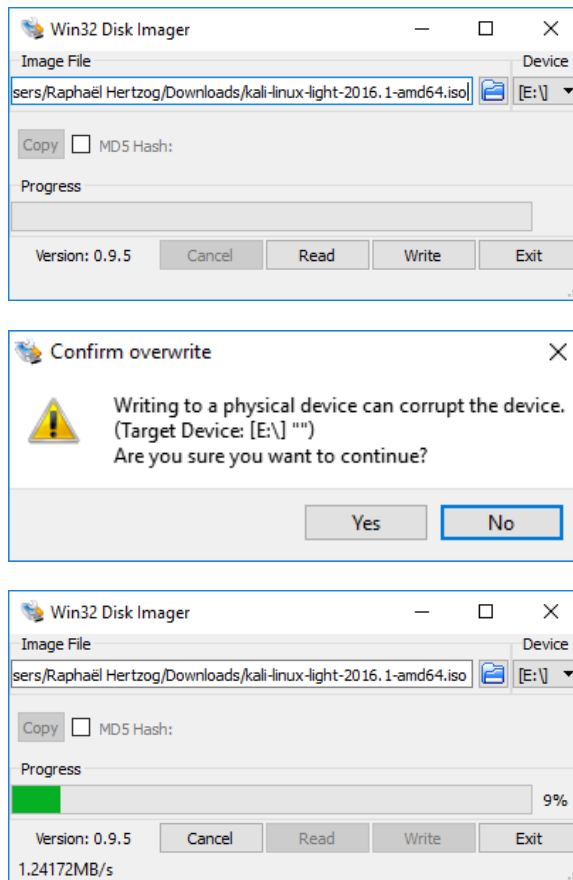 Win32 Disk Imager
Image File Device
sers/Raphaël Hertzog/Downloads/kali-linux-light-2016.1-amd64.iso [E:\]
Copy MD5 Hash:
Progress
Version: 0.9.5 Cancel Read Write Exit
Confirm overwrite
Writing to a physical device can corrupt the device.
(Target Device: [E:\] "")
Are you sure you want to continue?
Yes No
Win32 Disk Imager
Image File Device
sers/Raphaël Hertzog/Downloads/kali-linux-light-2016.1-amd64.iso [E:\]
Copy MD5 Hash:
Progress
9%
Version: 0.9.5 Cancel Read Write Exit
1.24172MB/s